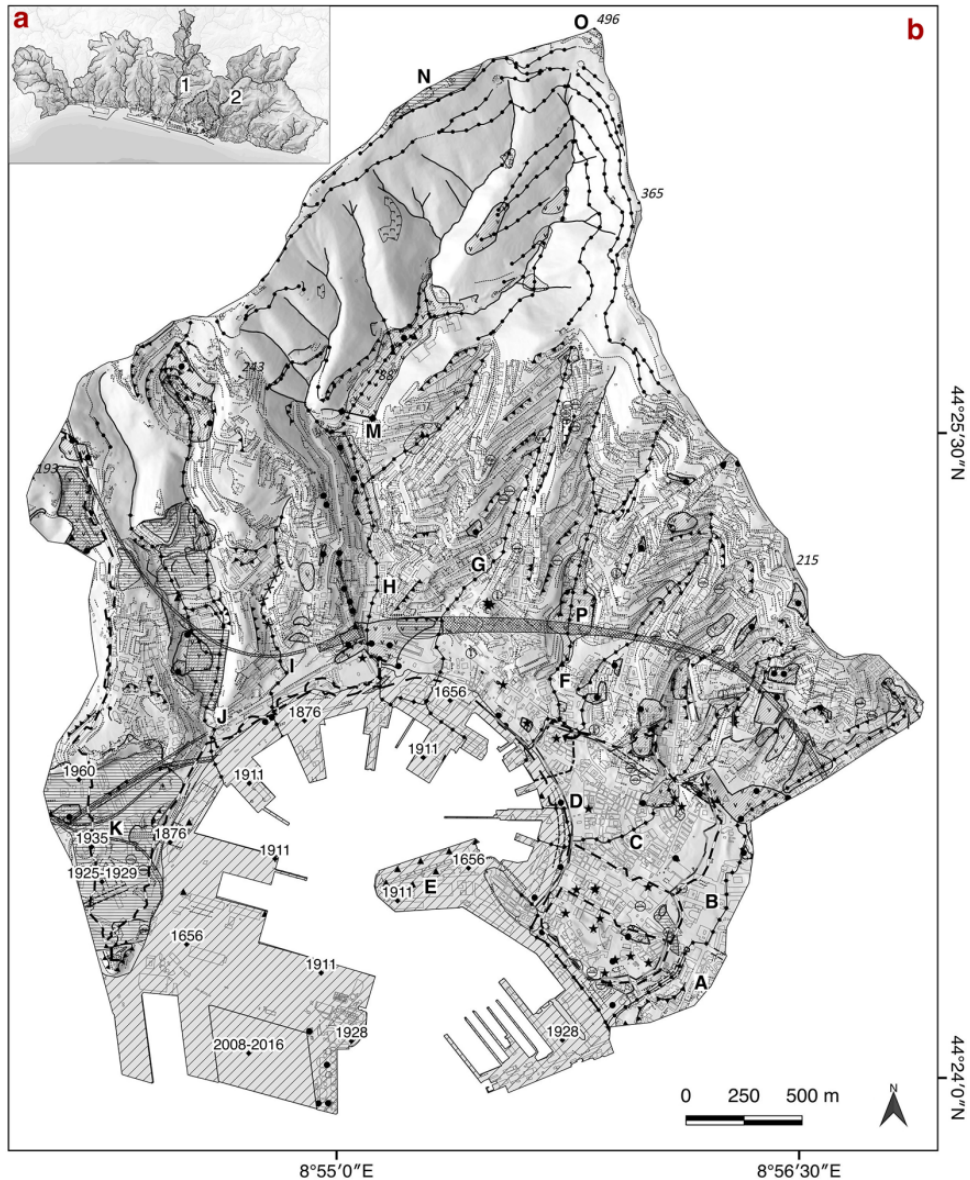 a
b
1
2
O 496
N
365
243
88
M
193
44°25'30"N
G
H
215
P
I
F
J
1656
1876
1911
1911
1960
D
K
1935
1876
C
1911
1656
1925-1929
E
1911
B
L
1656
1911
A
1928
1928
2008-2016
44°24'0"N
0 250 500 m
N
8°55'0"E
8°56'30"E